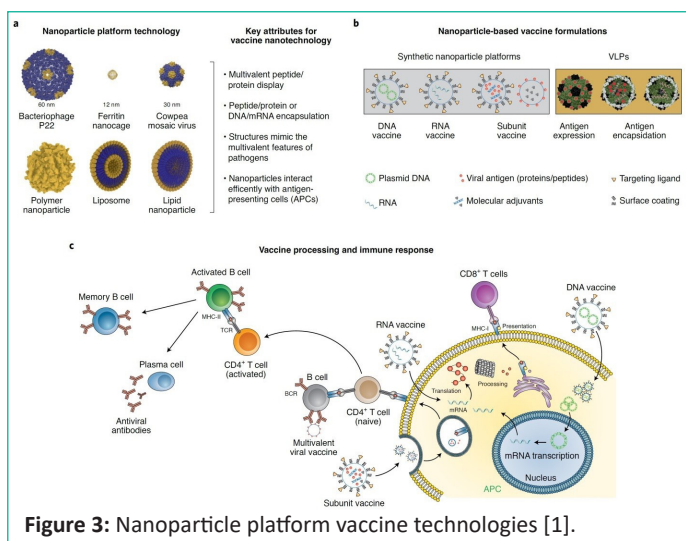 a
Nanoparticle platform technology
60 nm
12 nm
30 nm
Bacteriophage
P22
Ferritin
nanocage
Cowpea
mosaic virus
Polymer
nanoparticle
Liposome
Lipid
nanoparticle
Key attributes for
vaccine nanotechnology
• Multivalent peptide/
protein display
• Peptide/protein or
DNA/mRNA encapsulation
• Structures mimic the
multivalent features of
pathogens
• Nanoparticles interact
efficently with antigen-
presenting cells (APCs)
b
Nanoparticle-based vaccine formulations
Synthetic nanoparticle platforms
VLPs
DNA
vaccine
RNA
vaccine
Subunit
vaccine
Antigen
expression
Antigen
encapsidation
Plasmid DNA
Viral antigen (proteins/peptides)
Targeting ligand
RNA
Molecular adjuvants
Surface coating
c
Vaccine processing and immune response
Activated B cell
Memory B cell
MHC-II
TCR
CD4+ T cell
(activated)
Plasma cell
Antiviral
antibodies
B cell
BCR
Multivalent
viral vaccine
CD4+ T cell
(naive)
Subunit vaccine
RNA vaccine
CD8+ T cells
MHC-I
Presentation
DNA vaccine
Translation
Processing
mRNA
mRNA transcription
Nucleus
APC
Figure 3: Nanoparticle platform vaccine technologies [1].